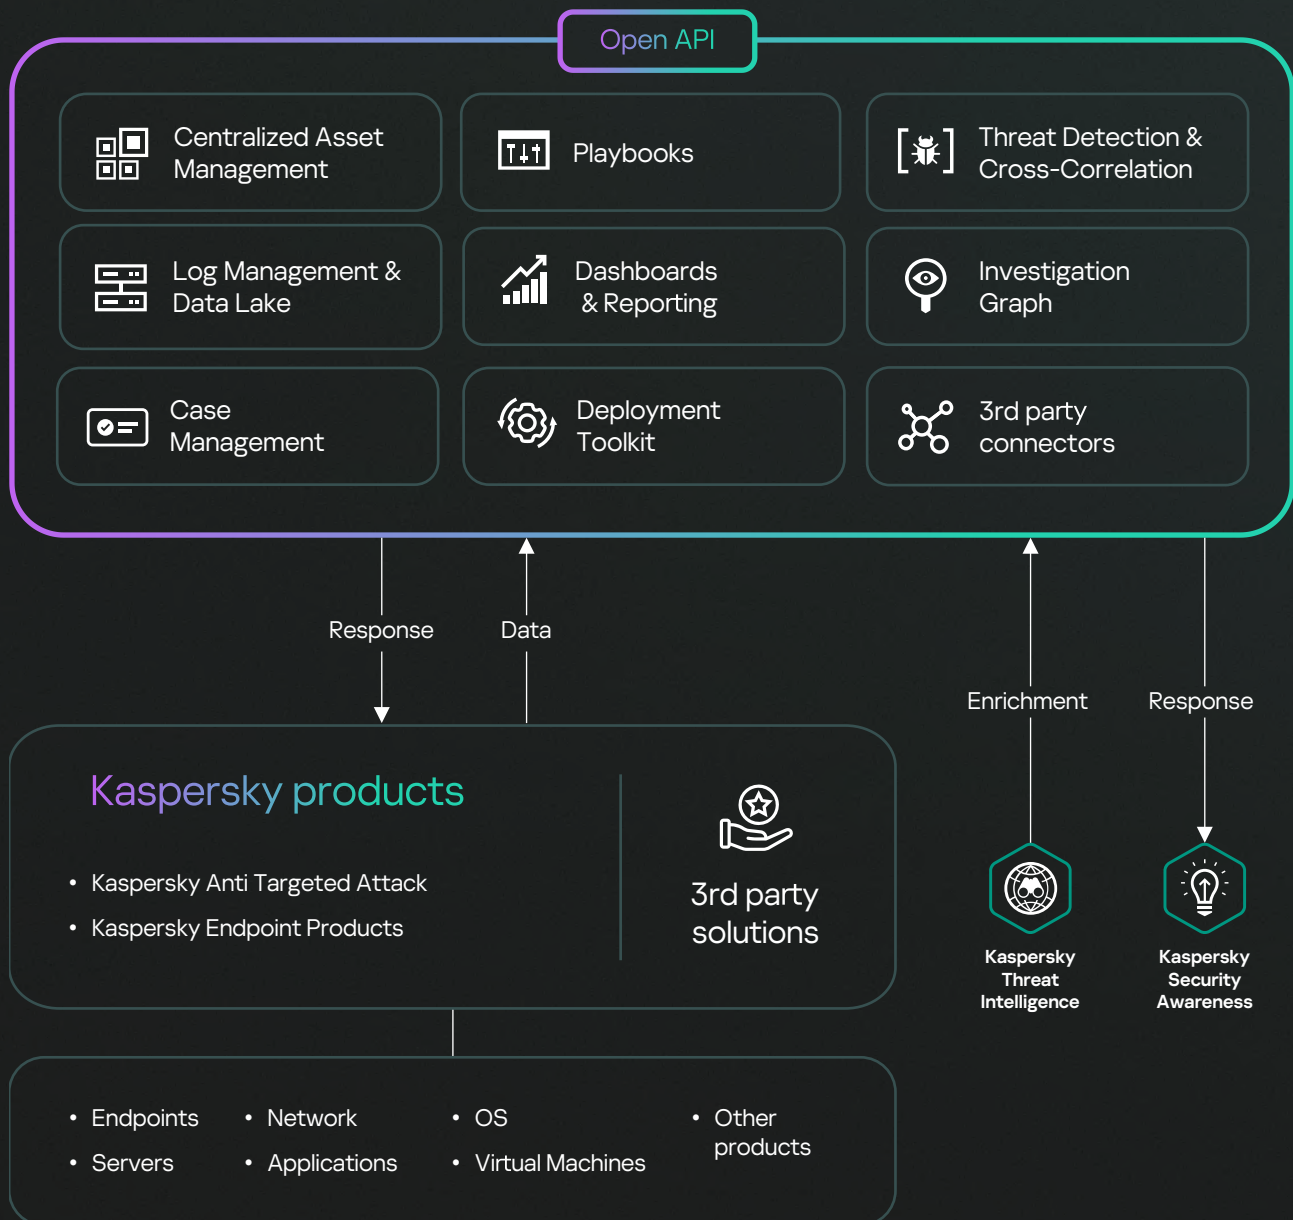 Open API
Centralized Asset
Management
Playbooks
Threat Detection &
Cross-Correlation
Log Management &
Data Lake
Dashboards
& Reporting
Investigation
Graph
Case
Management
Deployment
Toolkit
3rd party
connectors
Response
Data
Enrichment
Response
Kaspersky products
• Kaspersky Anti Targeted Attack
• Kaspersky Endpoint Products
3rd party
solutions
Kaspersky
Threat
Intelligence
Kaspersky
Security
Awareness
• Endpoints
• Servers
• Network
• Applications
• OS
• Virtual Machines
• Other
products